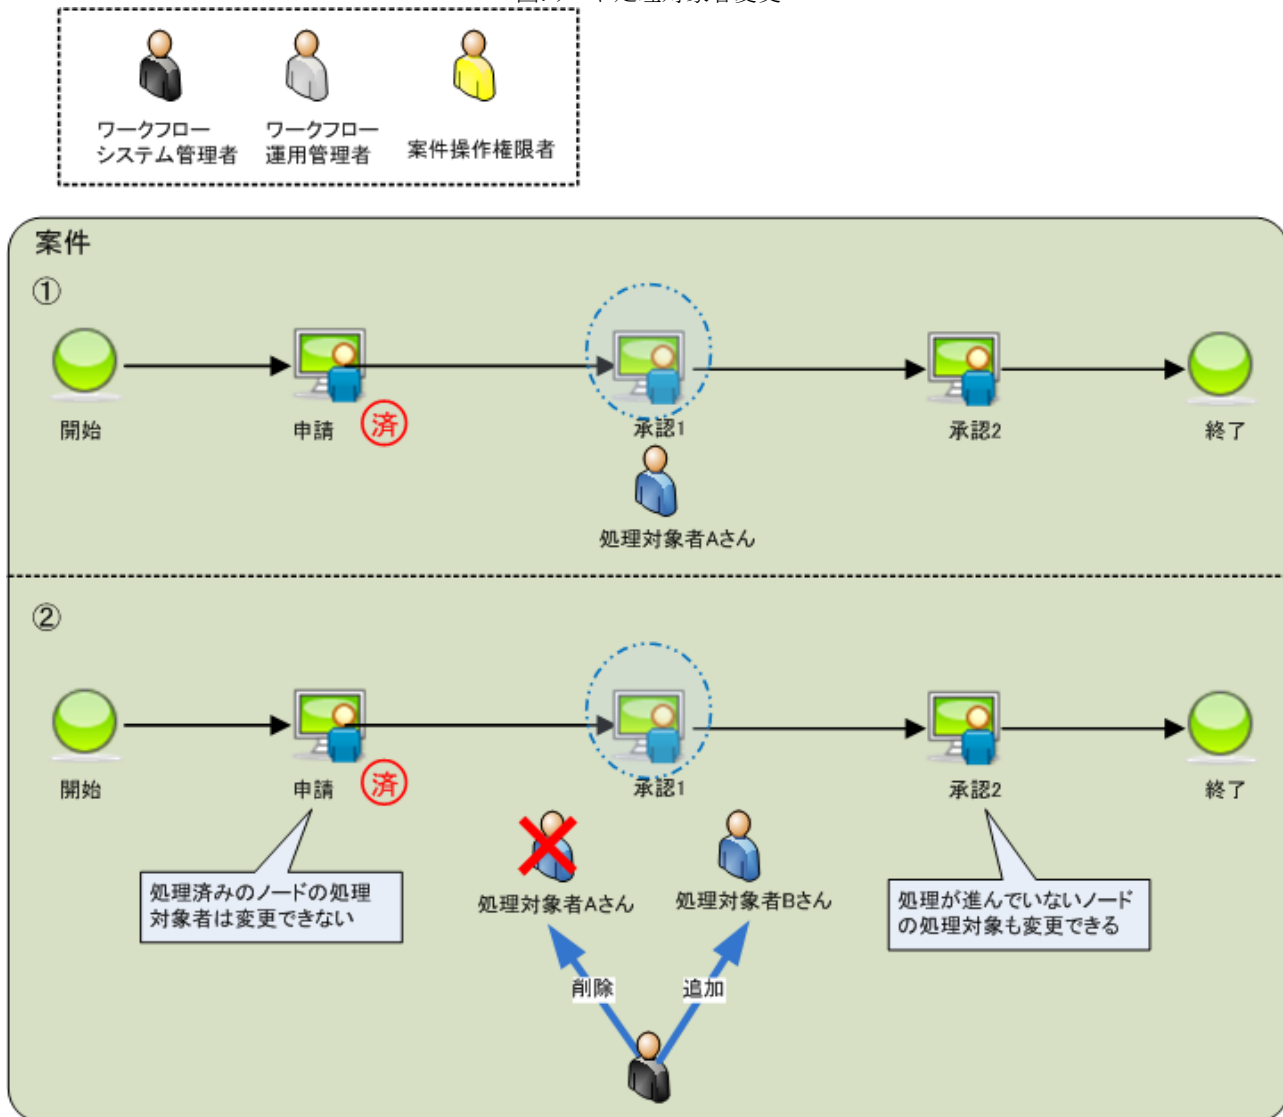 処理対象者変更
ワークフロー
システム管理者
ワークフロー
運用管理者
案件操作権限者
案件
①
開始
申請
済
承認1
承認2
終了
処理対象者Aさん
②
開始
申請
済
承認1
承認2
終了
処理済みのノードの処理
対象者は変更できない
処理対象者Aさん
処理対象者Bさん
処理が進んでいないノード
の処理対象も変更できる
削除
追加